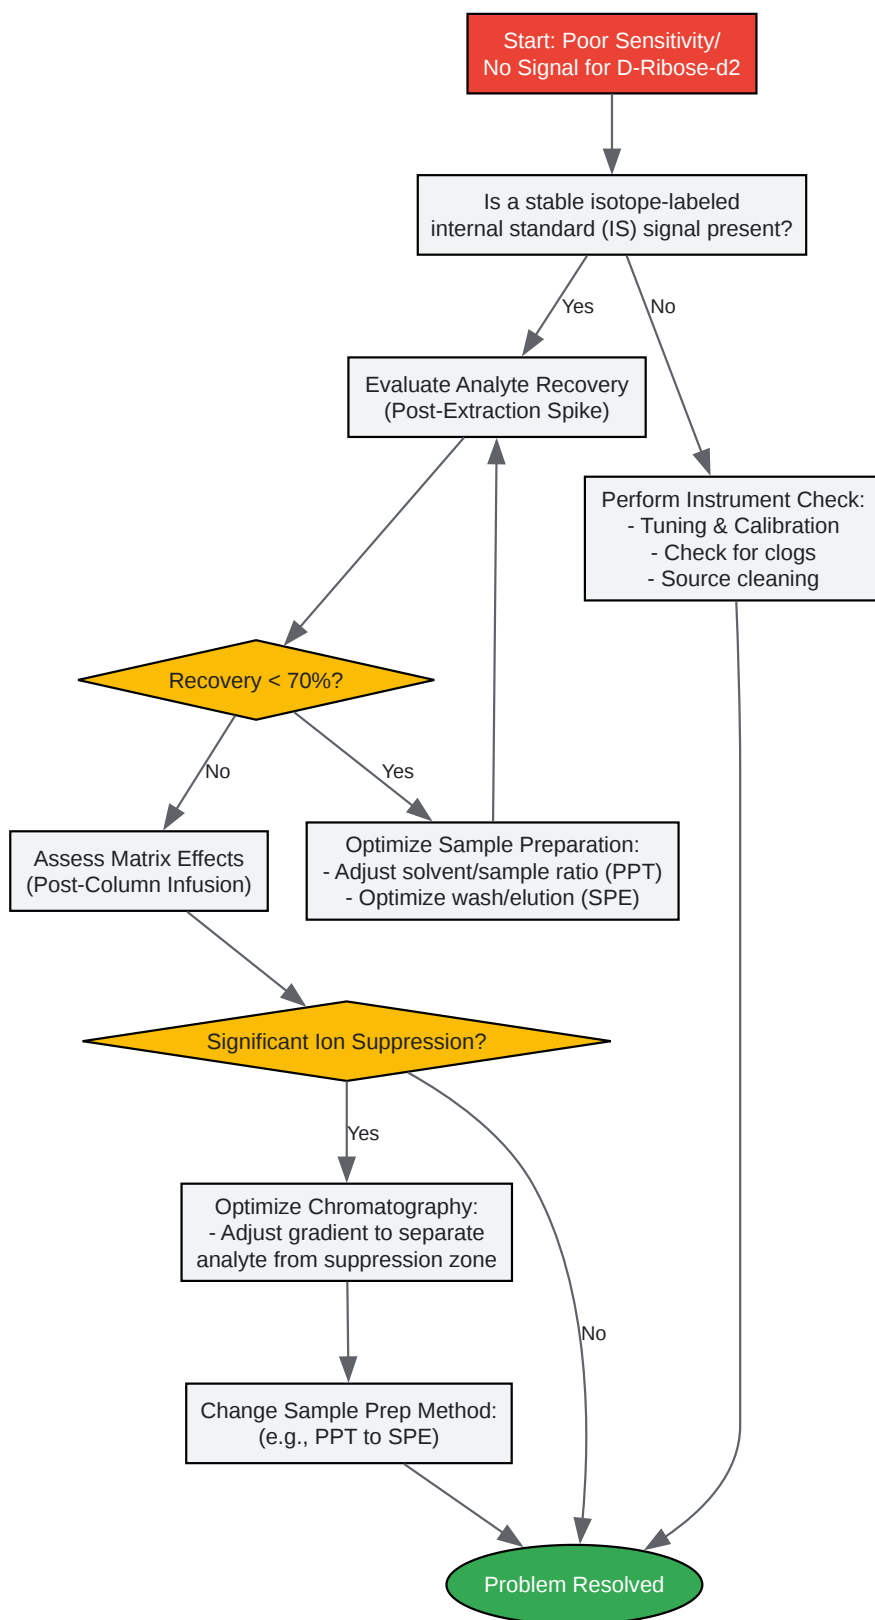 Start: Poor Sensitivity/
No Signal for D-Ribose-d2
Is a stable isotope-labeled
internal standard (IS) signal present?
Yes
No
Evaluate Analyte Recovery
(Post-Extraction Spike)
Perform Instrument Check:
- Tuning & Calibration
- Check for clogs
- Source cleaning
Recovery < 70%?
No
Yes
Assess Matrix Effects
(Post-Column Infusion)
Optimize Sample Preparation:
- Adjust solvent/sample ratio (PPT)
- Optimize wash/elution (SPE)
Significant Ion Suppression?
Yes
Optimize Chromatography:
- Adjust gradient to separate
analyte from suppression zone
No
Change Sample Prep Method:
(e.g., PPT to SPE)
Problem Resolved